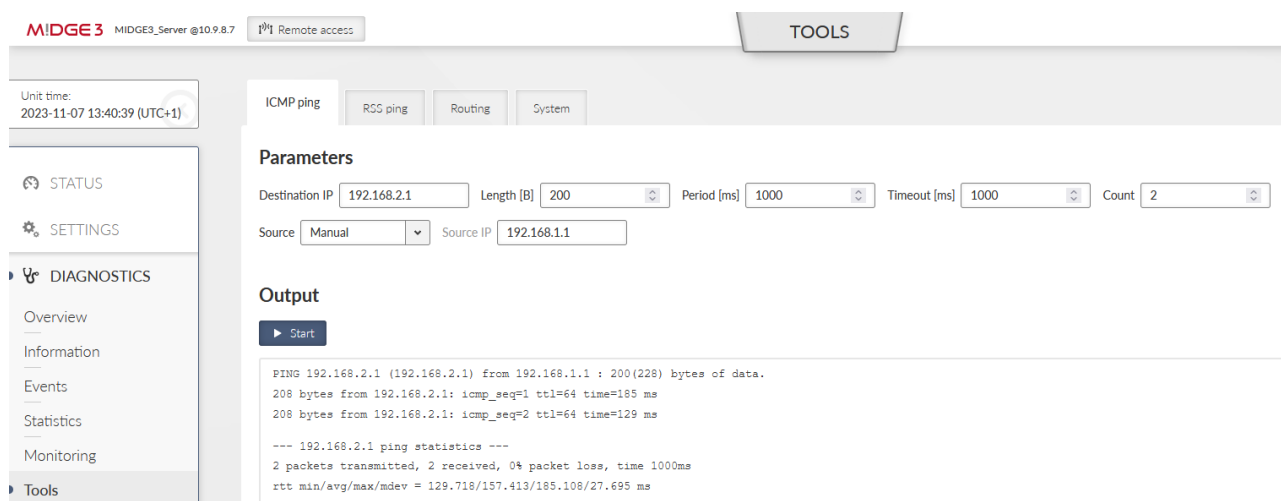 M!DGE3 MIDGE3_Server @10.9.8.7 Remote access TOOLS
Unit time:
2023-11-07 13:40:39 (UTC+1)
STATUS
SETTINGS
DIAGNOSTICS
Overview
Information
Events
Statistics
Monitoring
Tools
ICMP ping RSS ping Routing System
Parameters
Destination IP 192.168.2.1 Length [B] 200 Period [ms] 1000 Timeout [ms] 1000 Count 2
Source Manual Source IP 192.168.1.1
Output
Start
PING 192.168.2.1 (192.168.2.1) from 192.168.1.1 : 200(228) bytes of data.
208 bytes from 192.168.2.1: icmp_seq=1 ttl=64 time=185 ms
208 bytes from 192.168.2.1: icmp_seq=2 ttl=64 time=129 ms
--- 192.168.2.1 ping statistics ---
2 packets transmitted, 2 received, 0% packet loss, time 1000ms
rtt min/avg/max/mdev = 129.718/157.413/185.108/27.695 ms